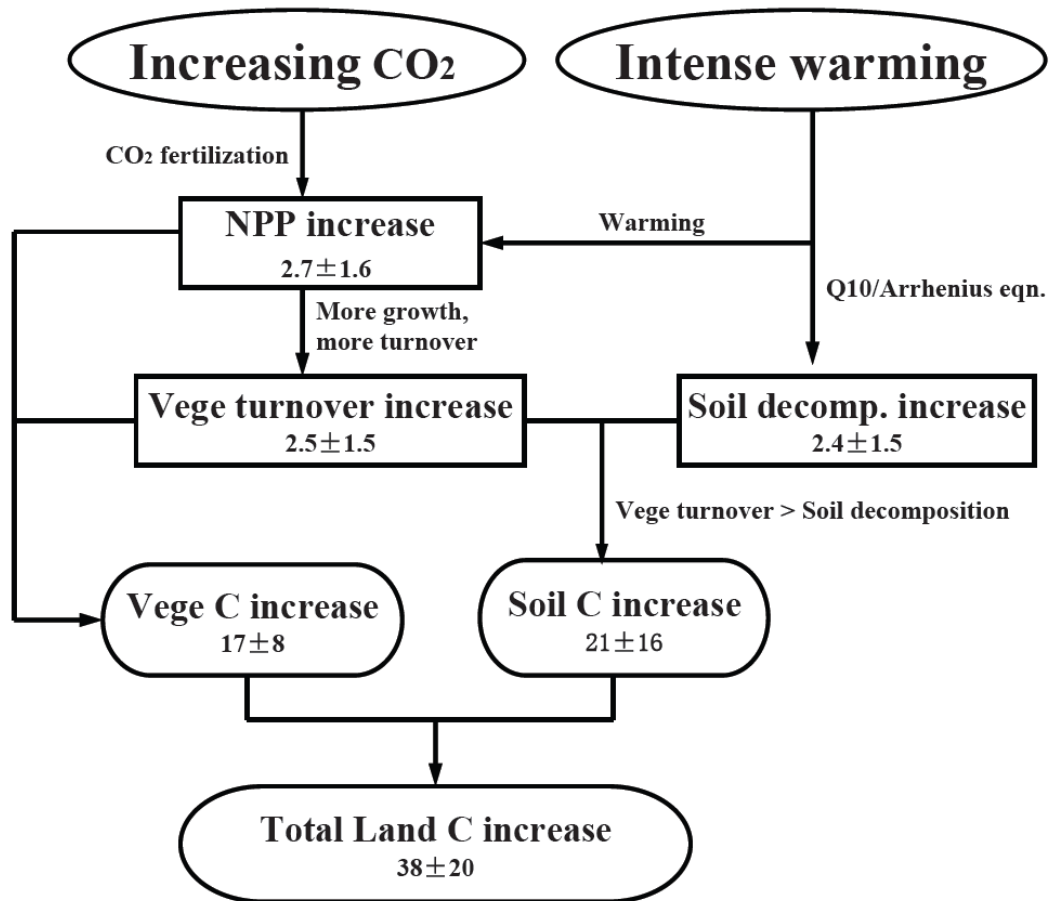 Increasing CO₂
Intense warming
CO₂ fertilization
NPP increase
2.7±1.6
Warming
Q10/Arrhenius eqn.
More growth,
more turnover
Vege turnover increase
2.5±1.5
Soil decomp. increase
2.4±1.5
Vege turnover > Soil decomposition
Vege C increase
17±8
Soil C increase
21±16
Total Land C increase
38±20